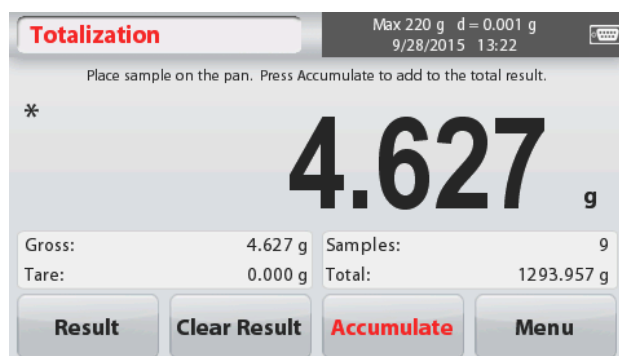 Totalization
Max 220 g d = 0.001 g
9/28/2015 13:22
Place sample on the pan. Press Accumulate to add to the total result.
*
4.627 g
Gross: 4.627 g
Tare: 0.000 g
Samples: 9
Total: 1293.957 g
Result Clear Result Accumulate Menu